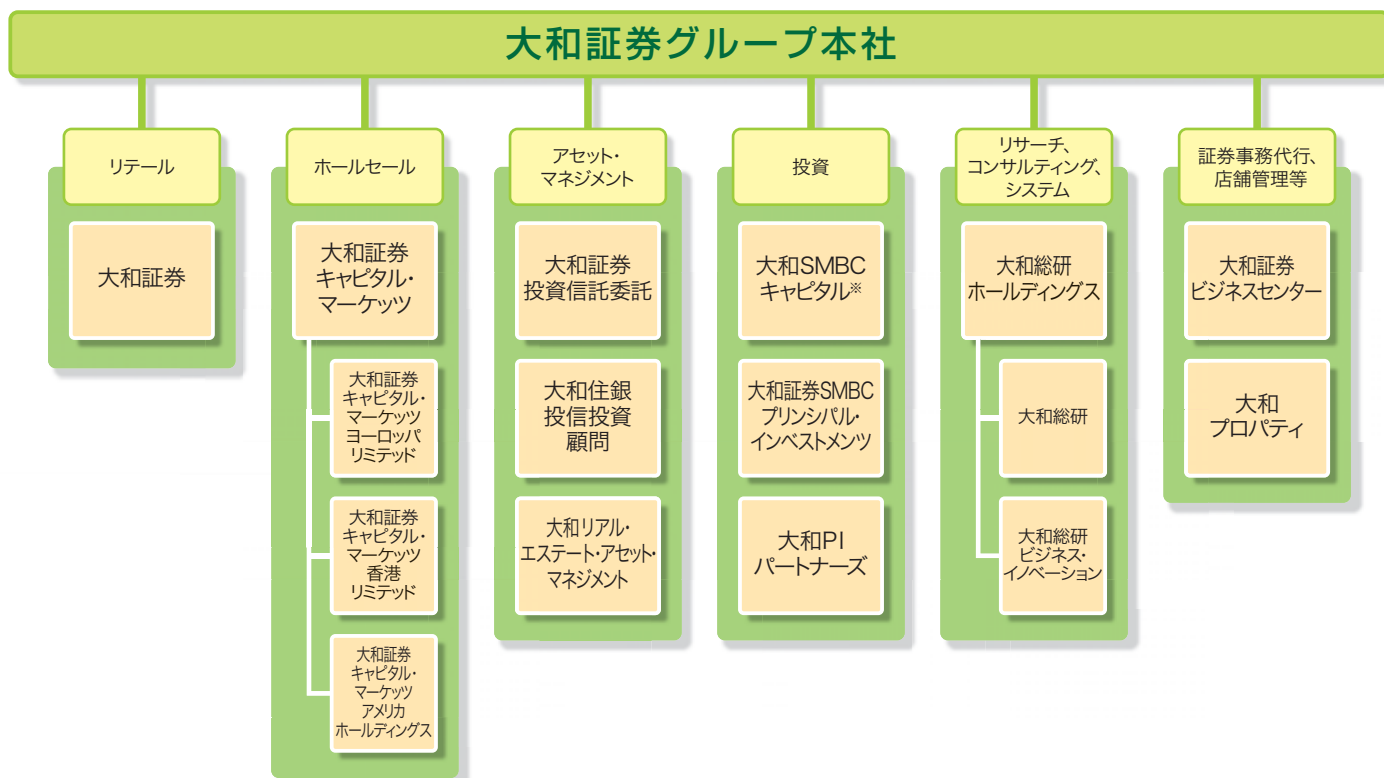 大和証券グループ本社
リテール
大和証券
ホールセール
大和証券
キャピタル・
マーケッツ
大和証券
キャピタル・
マーケッツ
ヨーロッパ
リミテッド
大和証券
キャピタル・
マーケッツ
香港
リミテッド
大和証券
キャピタル・
マーケッツ
アメリカ
ホールディングス
アセット・
マネジメント
大和証券
投資信託委託
大和住銀
投信投資
顧問
大和リアル・
エステート・アセット・
マネジメント
投資
大和SMBC
キャピタル※
大和証券SMBC
プリンシパル・
インベストメンツ
大和PI
パートナーズ
リサーチ、
コンサルティング、
システム
大和総研
ホールディングス
大和総研
大和総研
ビジネス・
イノベーション
証券事務代行、
店舗管理等
大和証券
ビジネスセンター
大和
プロパティ